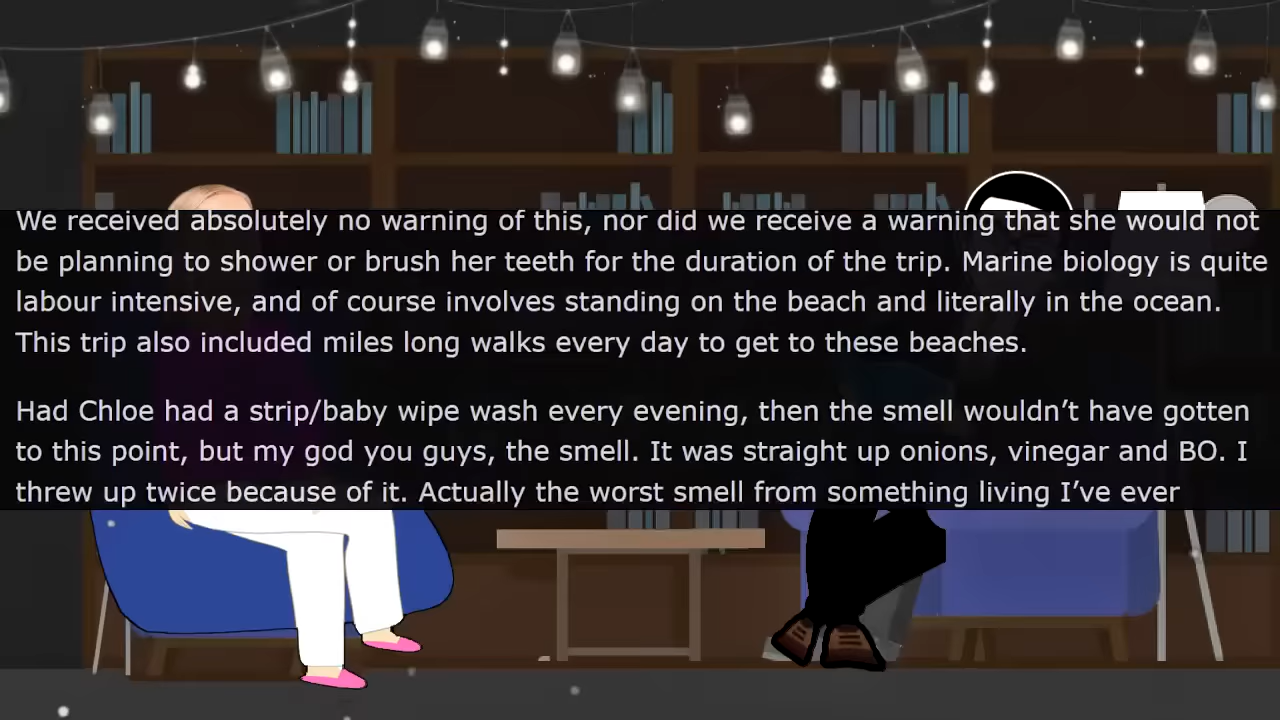 We received absolutely no warning of this, nor did we receive a warning that she would not
be planning to shower or brush her teeth for the duration of the trip. Marine biology is quite
labour intensive, and of course involves standing on the beach and literally in the ocean.
This trip also included miles long walks every day to get to these beaches.
Had Chloe had a strip/baby wipe wash every evening, then the smell wouldn’t have gotten
to this point, but my god you guys, the smell. It was straight up onions, vinegar and BO. I
threw up twice because of it. Actually the worst smell from something living I’ve ever